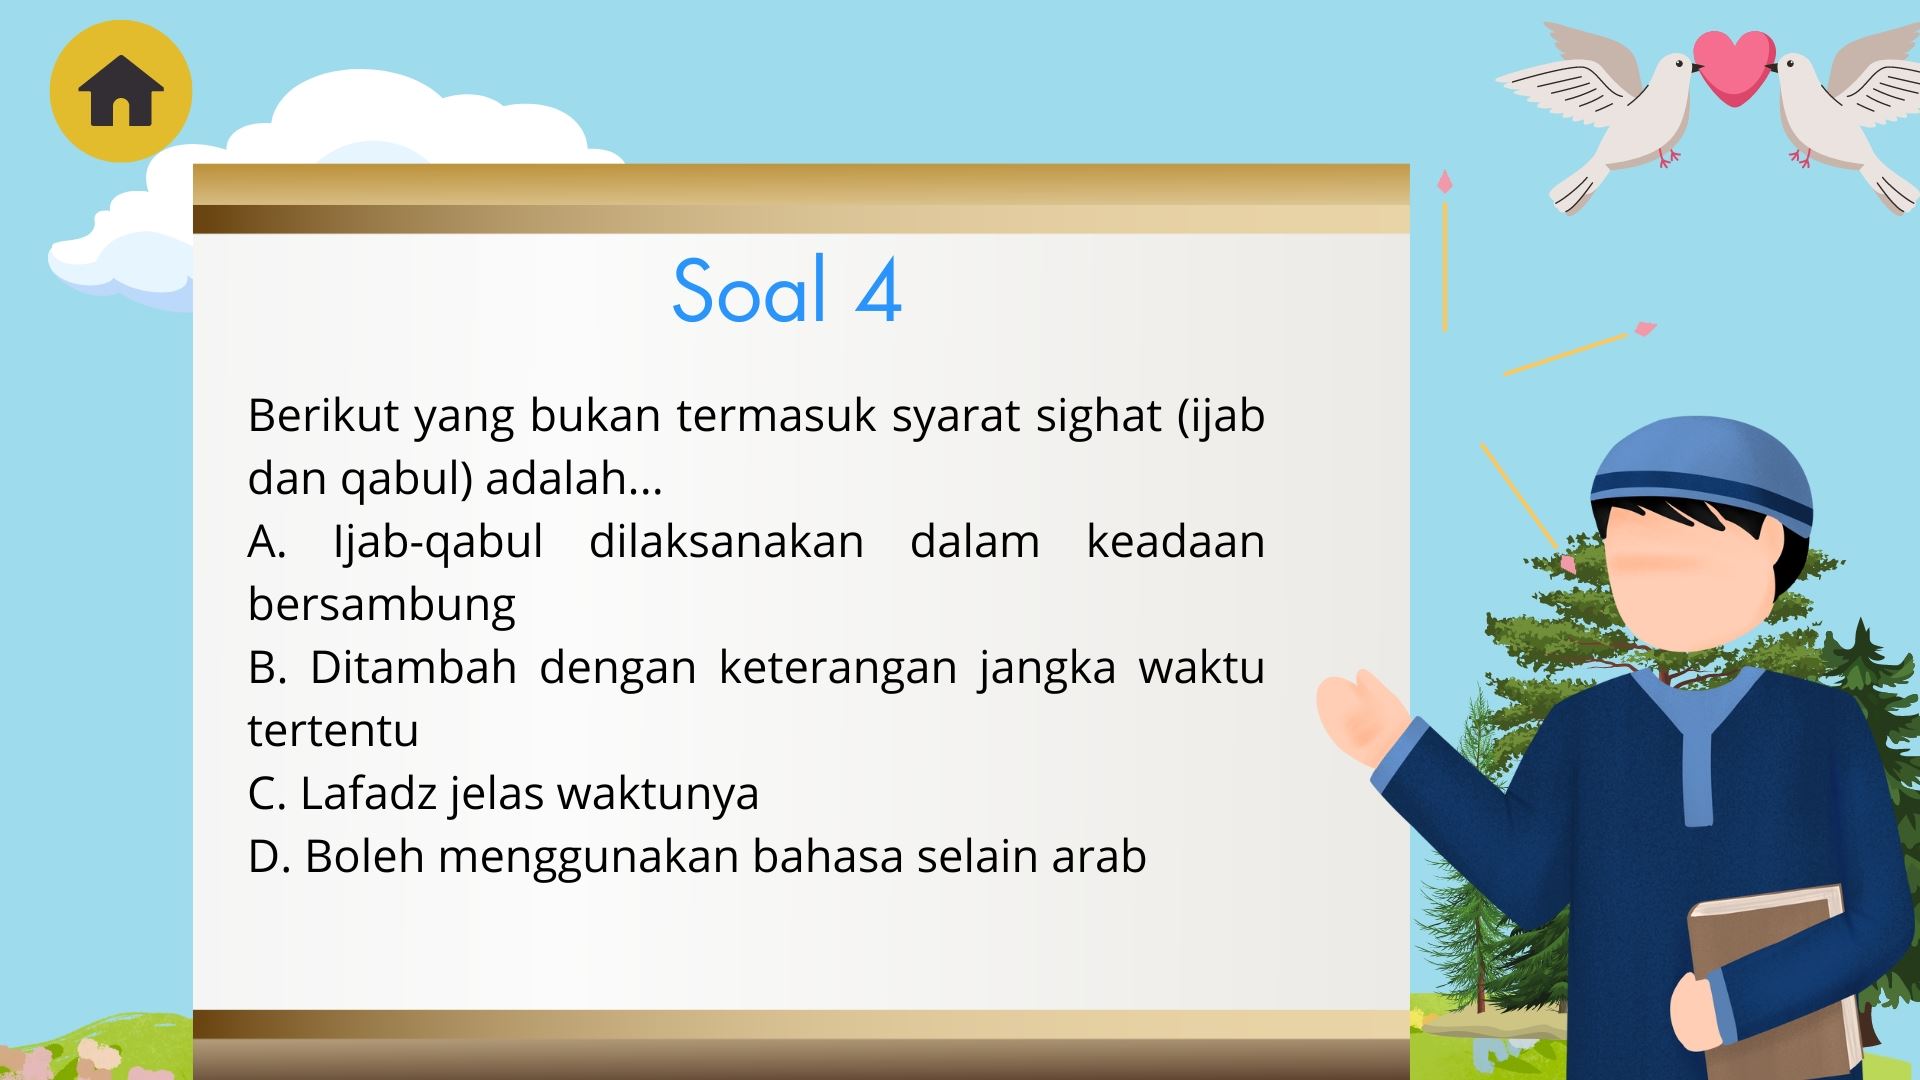 Soal 4
Berikut yang bukan termasuk syarat sighat (ijab
dan qabul) adalah...
A. Ijab-qabul dilaksanakan dalam keadaan
bersambung
B. Ditambah dengan keterangan jangka waktu
tertentu
C. Lafadz jelas waktunya
D. Boleh menggunakan bahasa selain arab